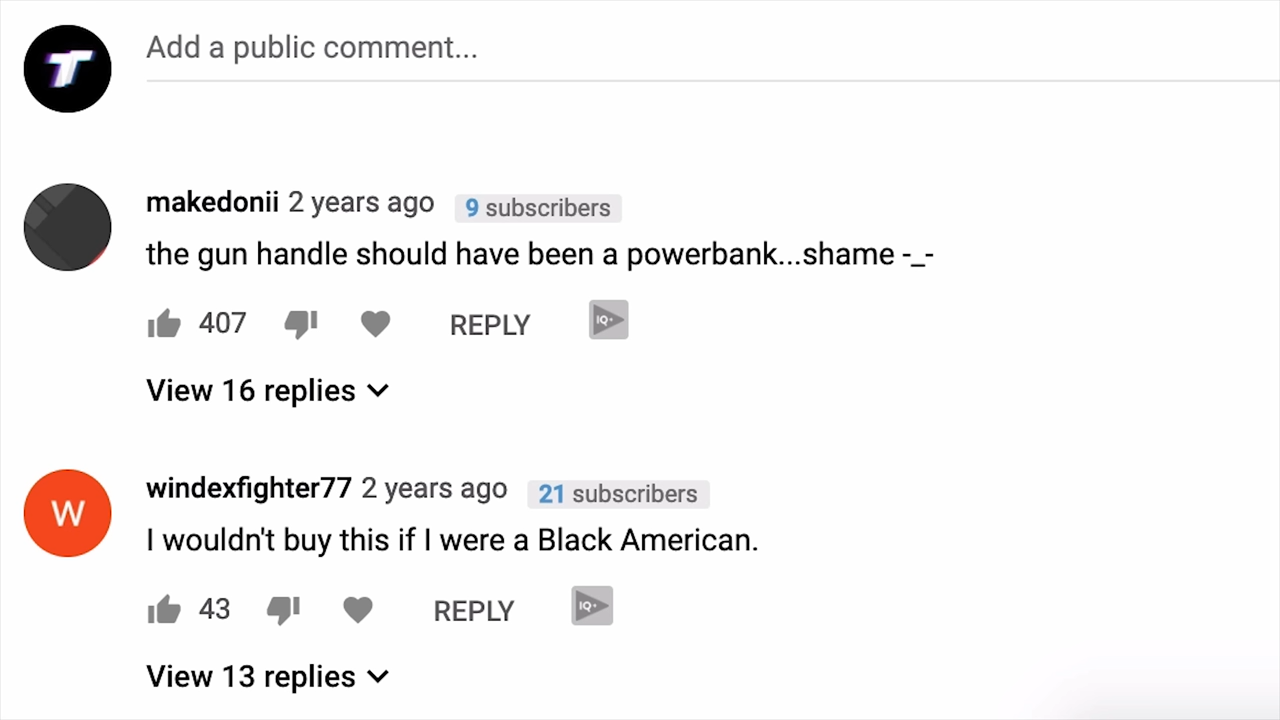 T
Add a public comment...
makedonii 2 years ago 9 subscribers
the gun handle should have been a powerbank...shame -_-
407 REPLY IQ+
View 16 replies
W
windexfighter77 2 years ago 21 subscribers
I wouldn't buy this if I were a Black American.
43 REPLY IQ+
View 13 replies